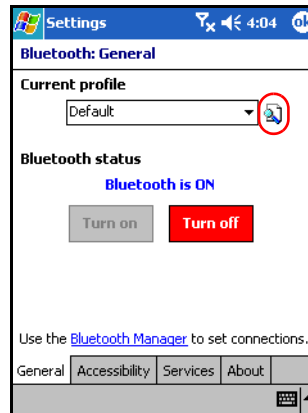 Settings 4:04 ok
Bluetooth: General
Current profile
Default
Bluetooth status
Bluetooth is ON
Turn on Turn off
Use the Bluetooth Manager to set connections.
General Accessibility Services About